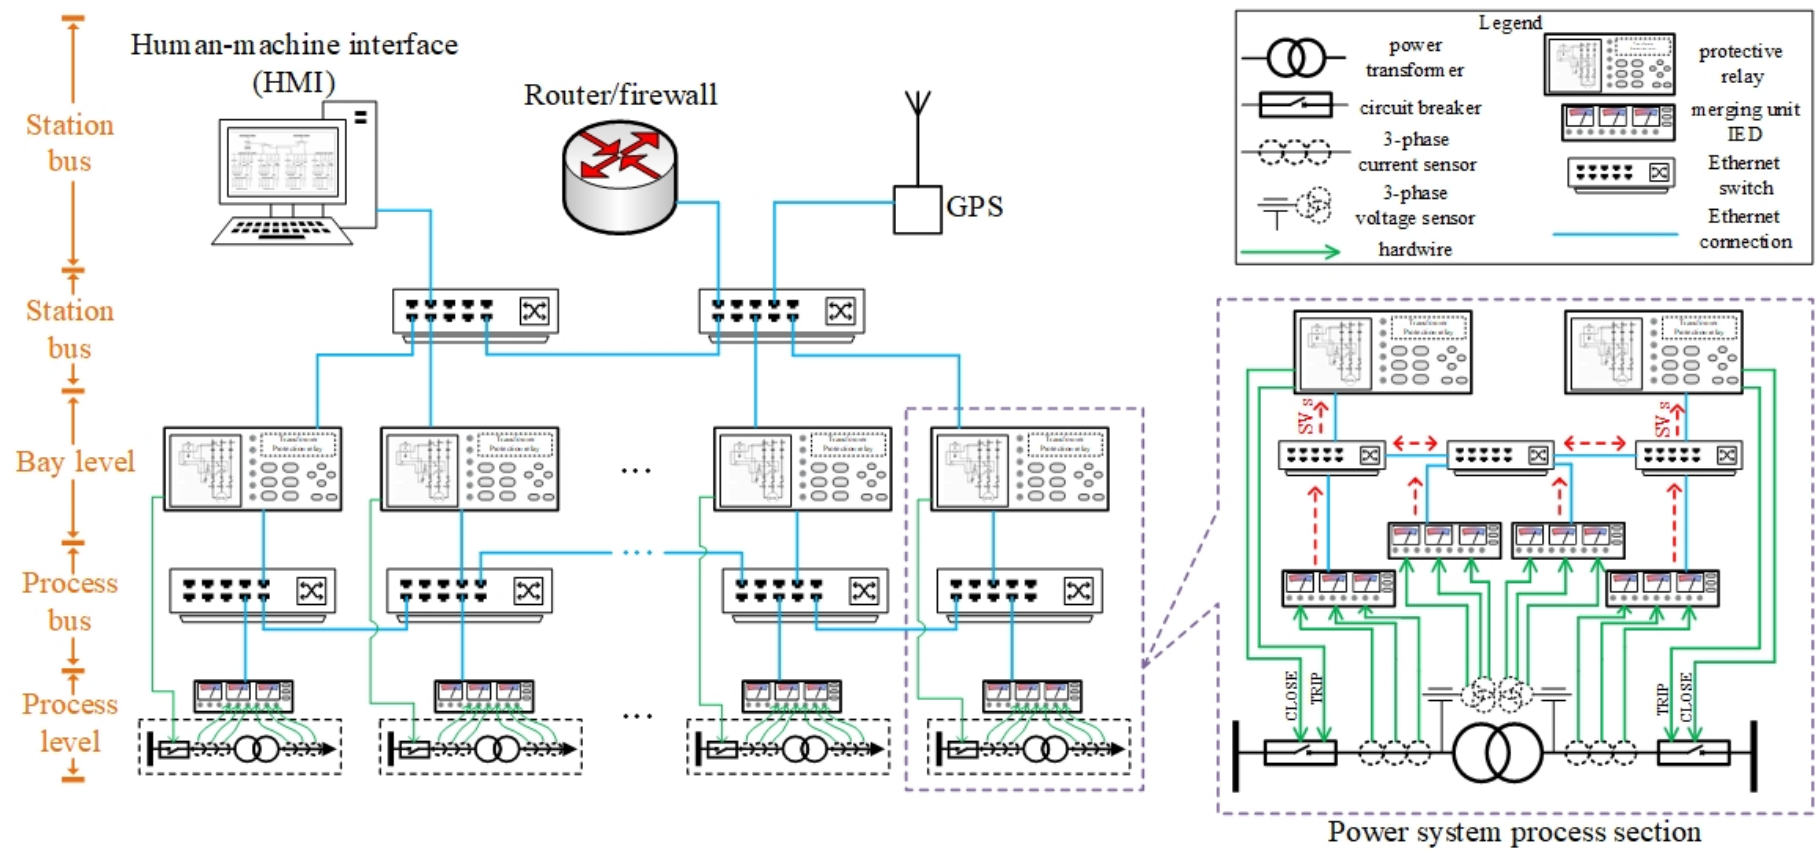 Human-machine interface
(HMI)
Router/firewall
GPS
Station
bus
Station
bus
Bay level
Process
bus
Process
level
...
...
...
Legend
power
transformer
circuit breaker
3-phase
current sensor
3-phase
voltage sensor
hardwire
protective
relay
merging unit
IED
Ethernet
switch
Ethernet
connection
SVs
SVs
CLOSE
TRIP
TRIP
CLOSE
Power system process section